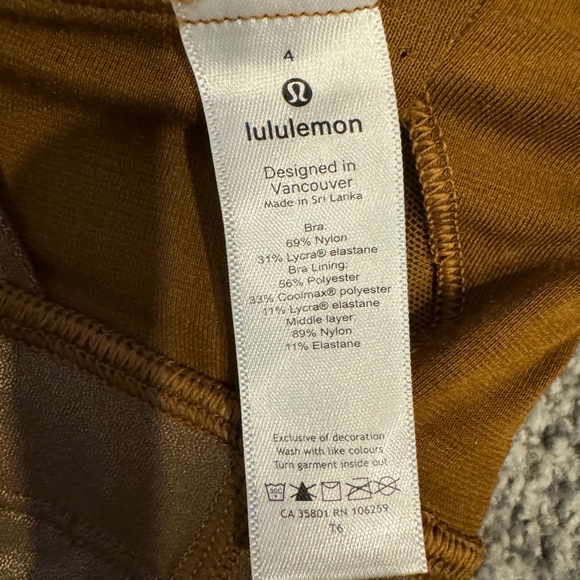 4
lululemon
Designed in
Vancouver
Made in Sri Lanka
Bra:
69% Nylon
31% Lycra® elastane
Bra Lining:
56% Polyester
33% Coolmax® polyester
11% Lycra® elastane
Middle layer:
89% Nylon
11% Elastane
Exclusive of decoration
Wash with like colours
Turn garment inside out
CA 35801 RN 106259
T6